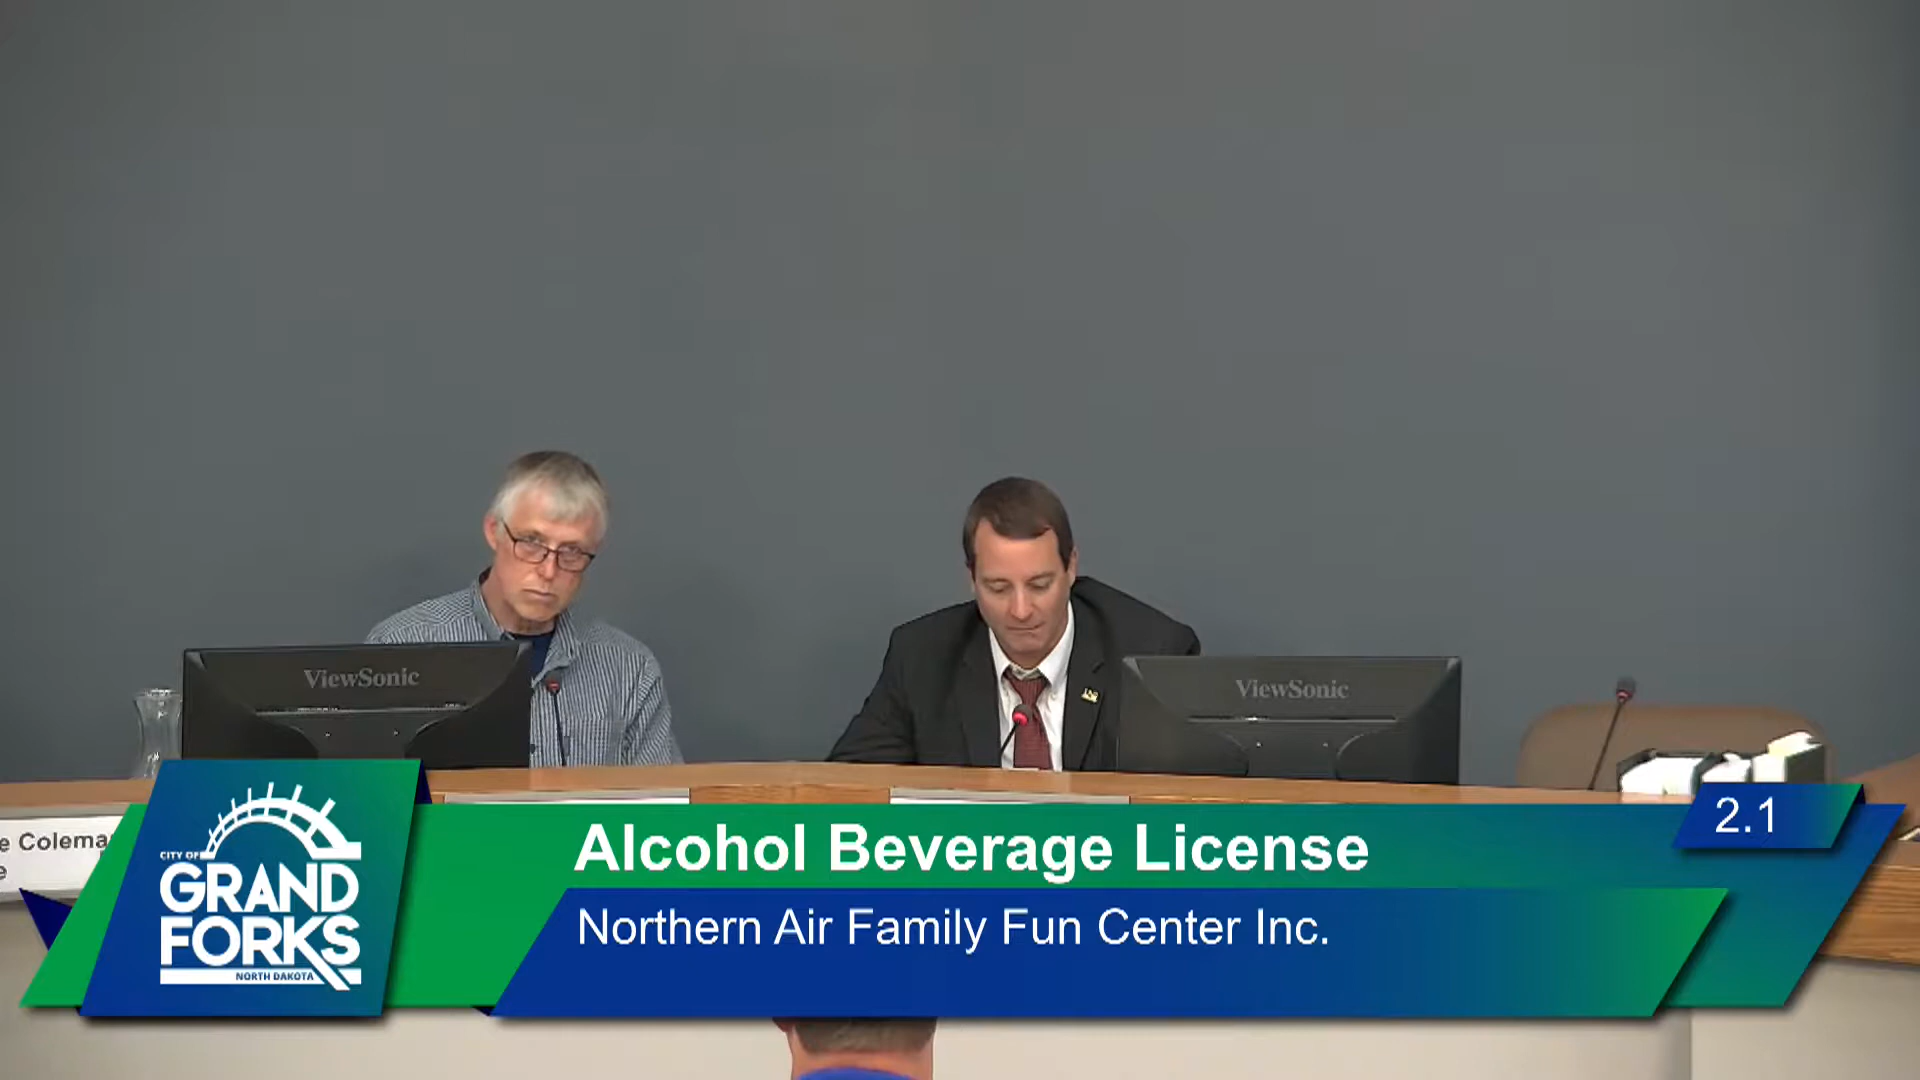 ViewSonic
ViewSonic
e Colema
e
CITY OF
GRAND
FORKS
NORTH DAKOTA
Alcohol Beverage License
2.1
Northern Air Family Fun Center Inc.